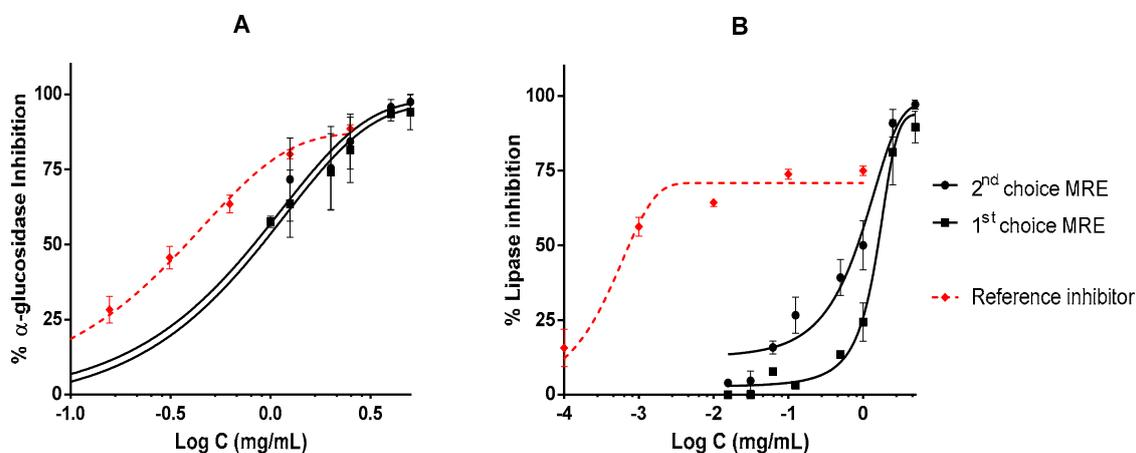 A
% α-glucosidase Inhibition
100
75
50
25
0
-1.0 -0.5 0.0 0.5
Log C (mg/mL)
B
% Lipase inhibition
100
75
50
25
0
-4 -3 -2 -1 0
Log C (mg/mL)
2nd choice MRE
1st choice MRE
Reference inhibitor